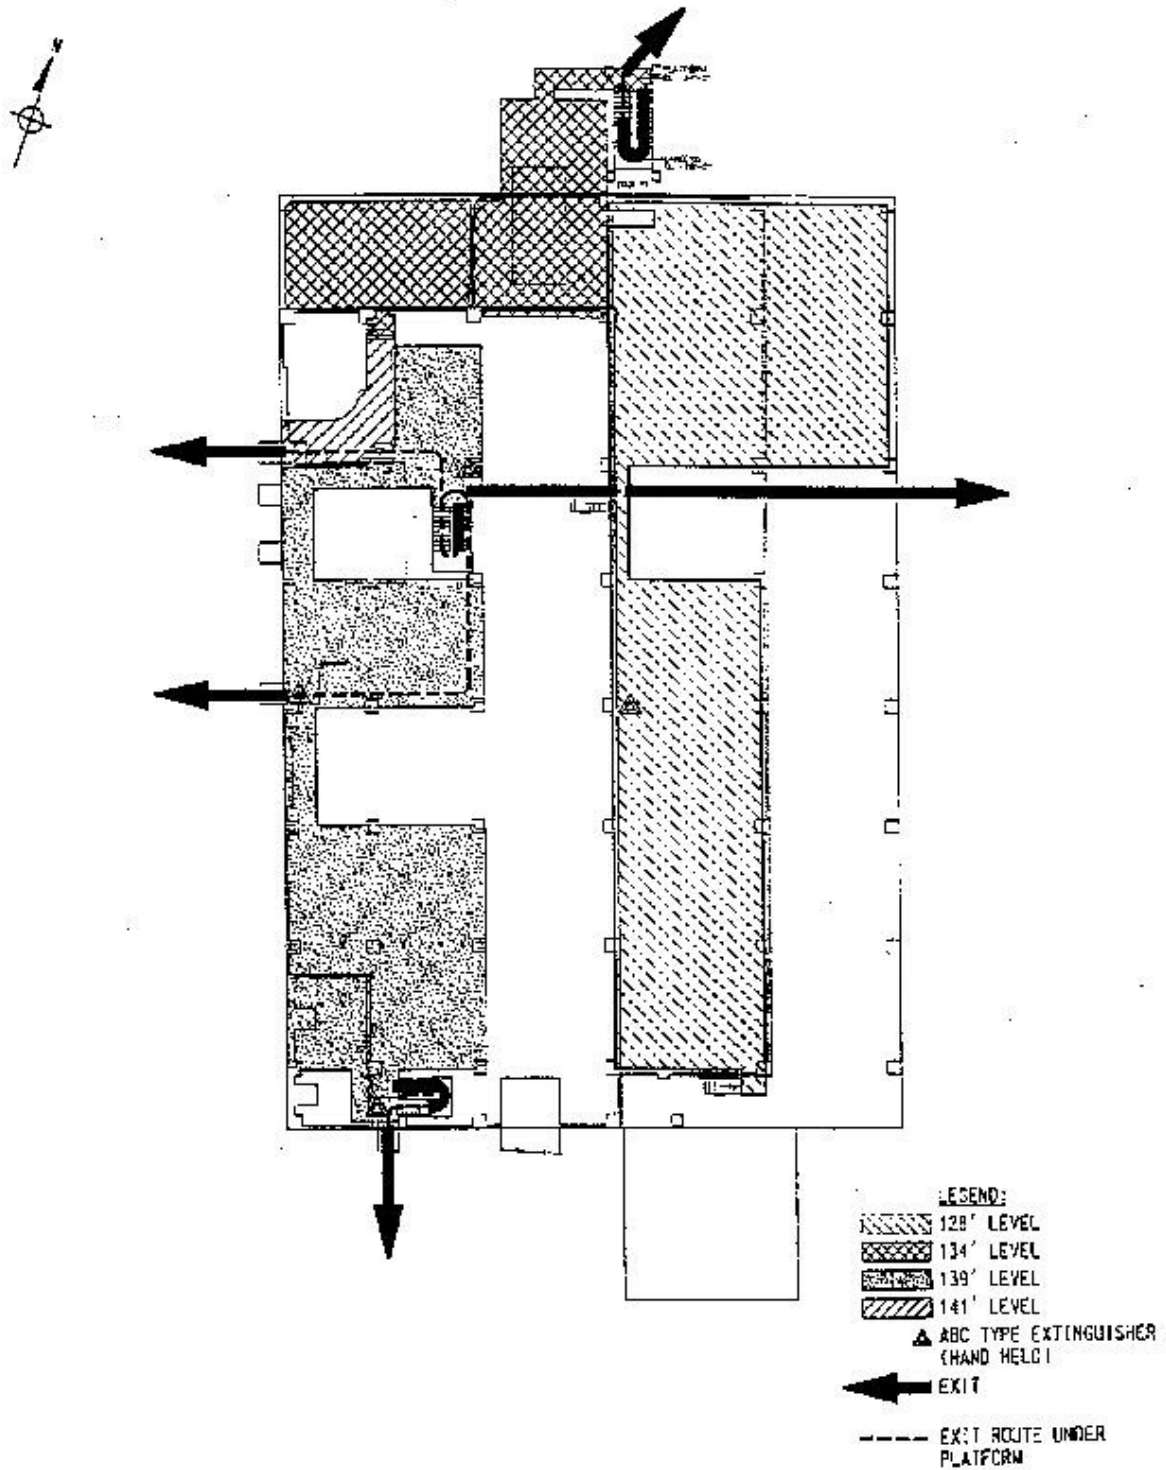 N
LEGEND:
128' LEVEL
134' LEVEL
139' LEVEL
141' LEVEL
ABC TYPE EXTINGUISHER
(HAND HELD)
EXIT
EXIT ROUTE UNDER
PLATFORM